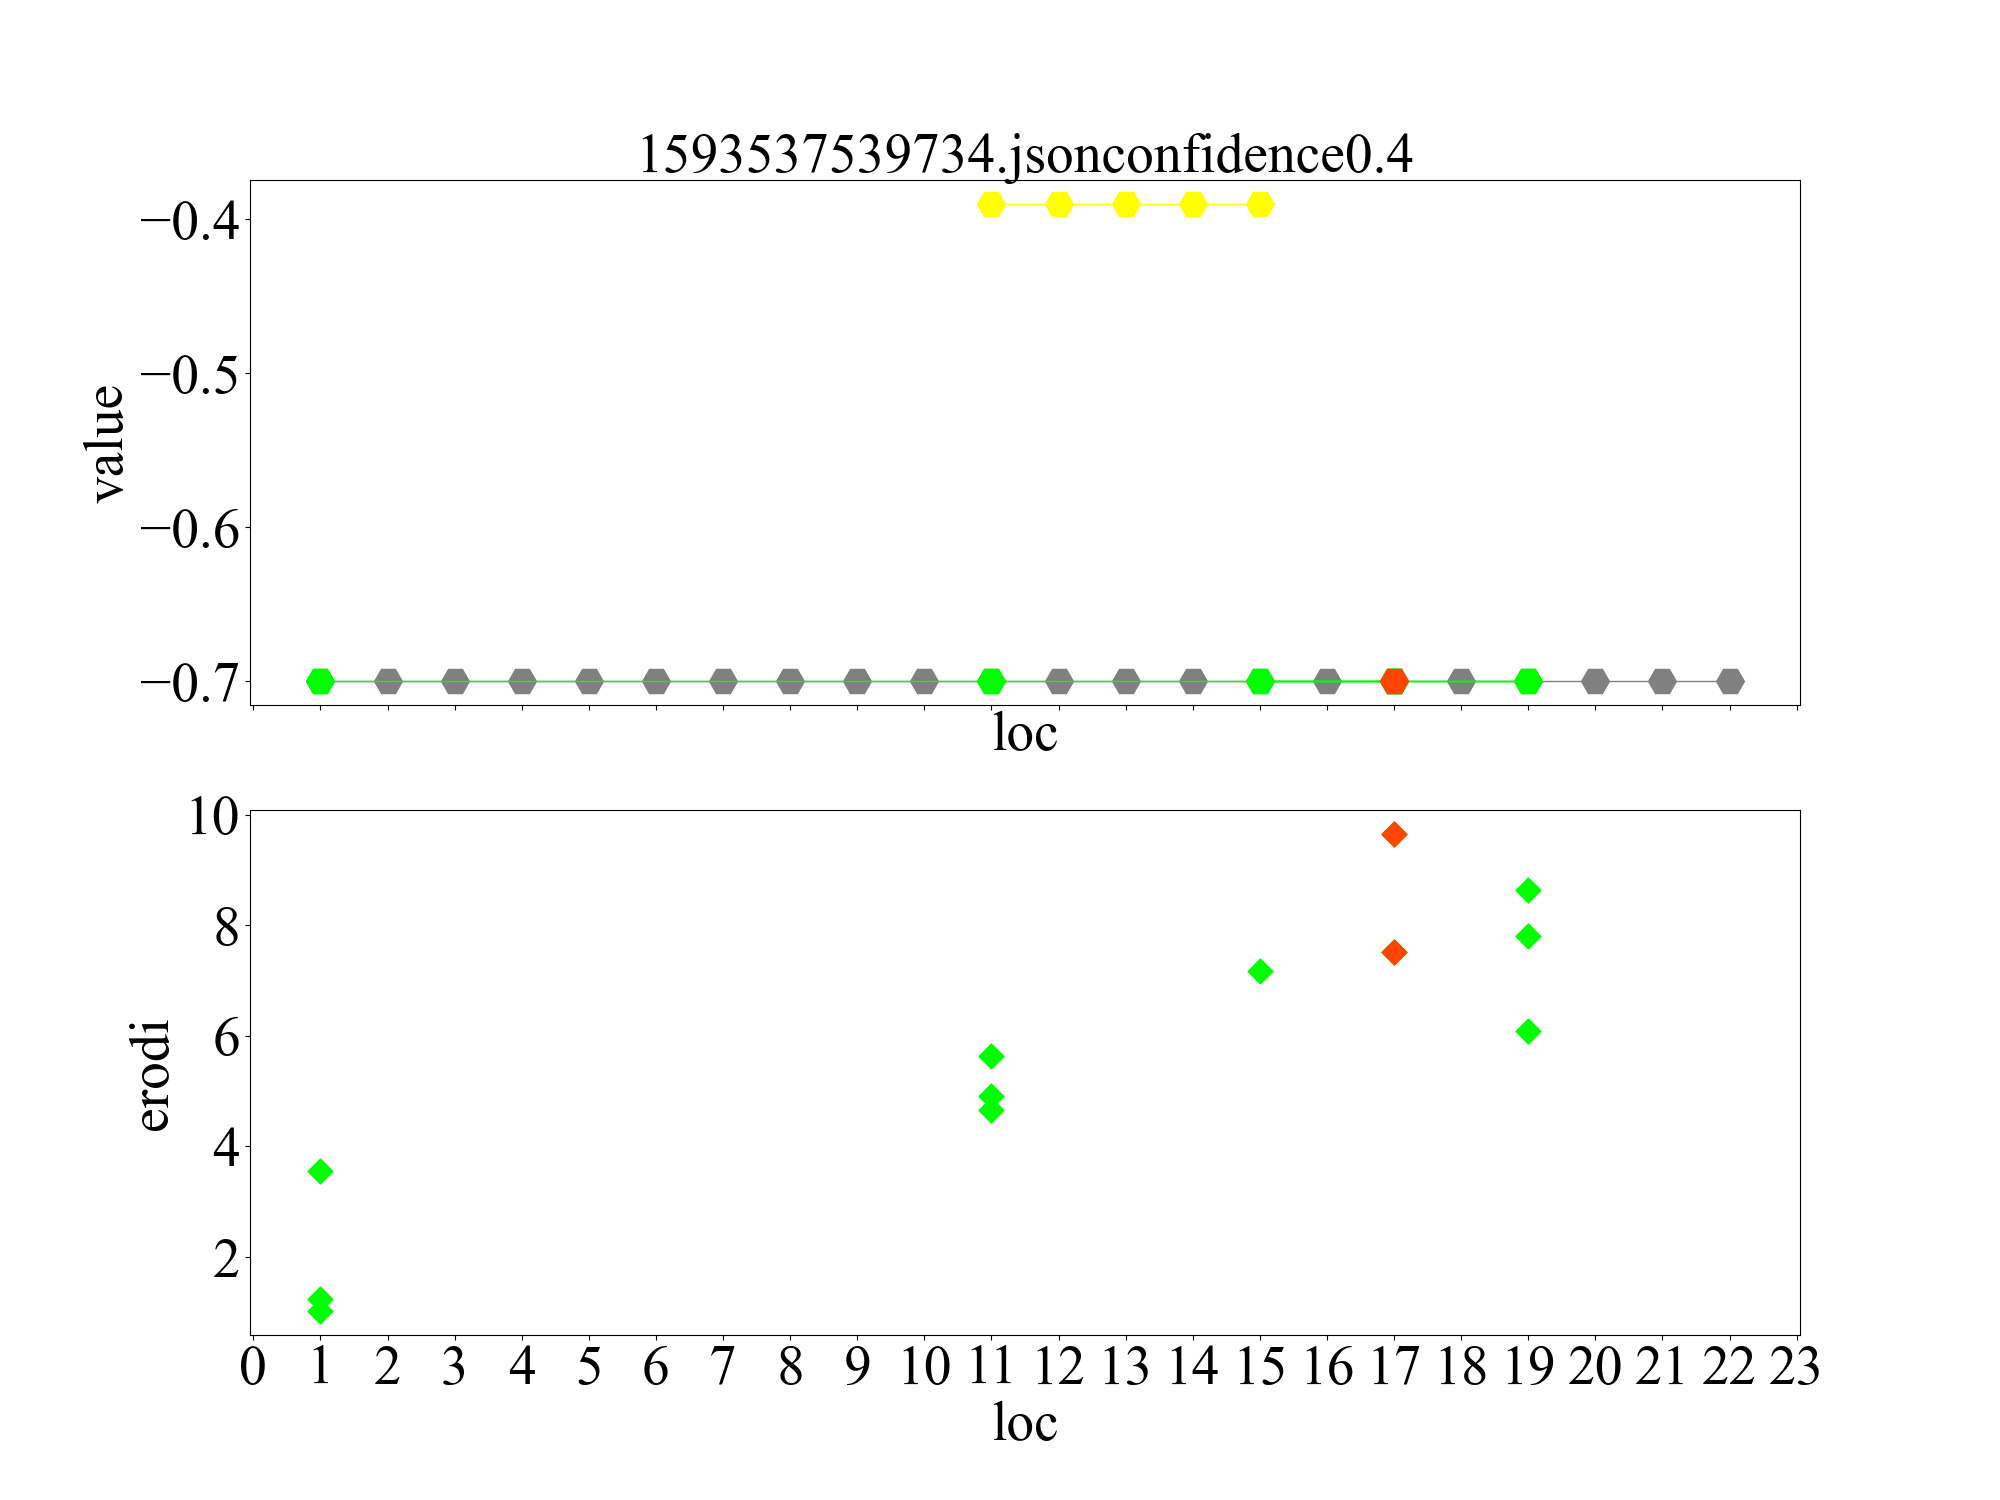 1593537539734.jsonconfidence0.4
−0.4
−0.5
−0.6
−0.7
value
loc
10
8
6
4
2
erodi
0 1 2 3 4 5 6 7 8 9 10 11 12 13 14 15 16 17 18 19 20 21 22 23
loc